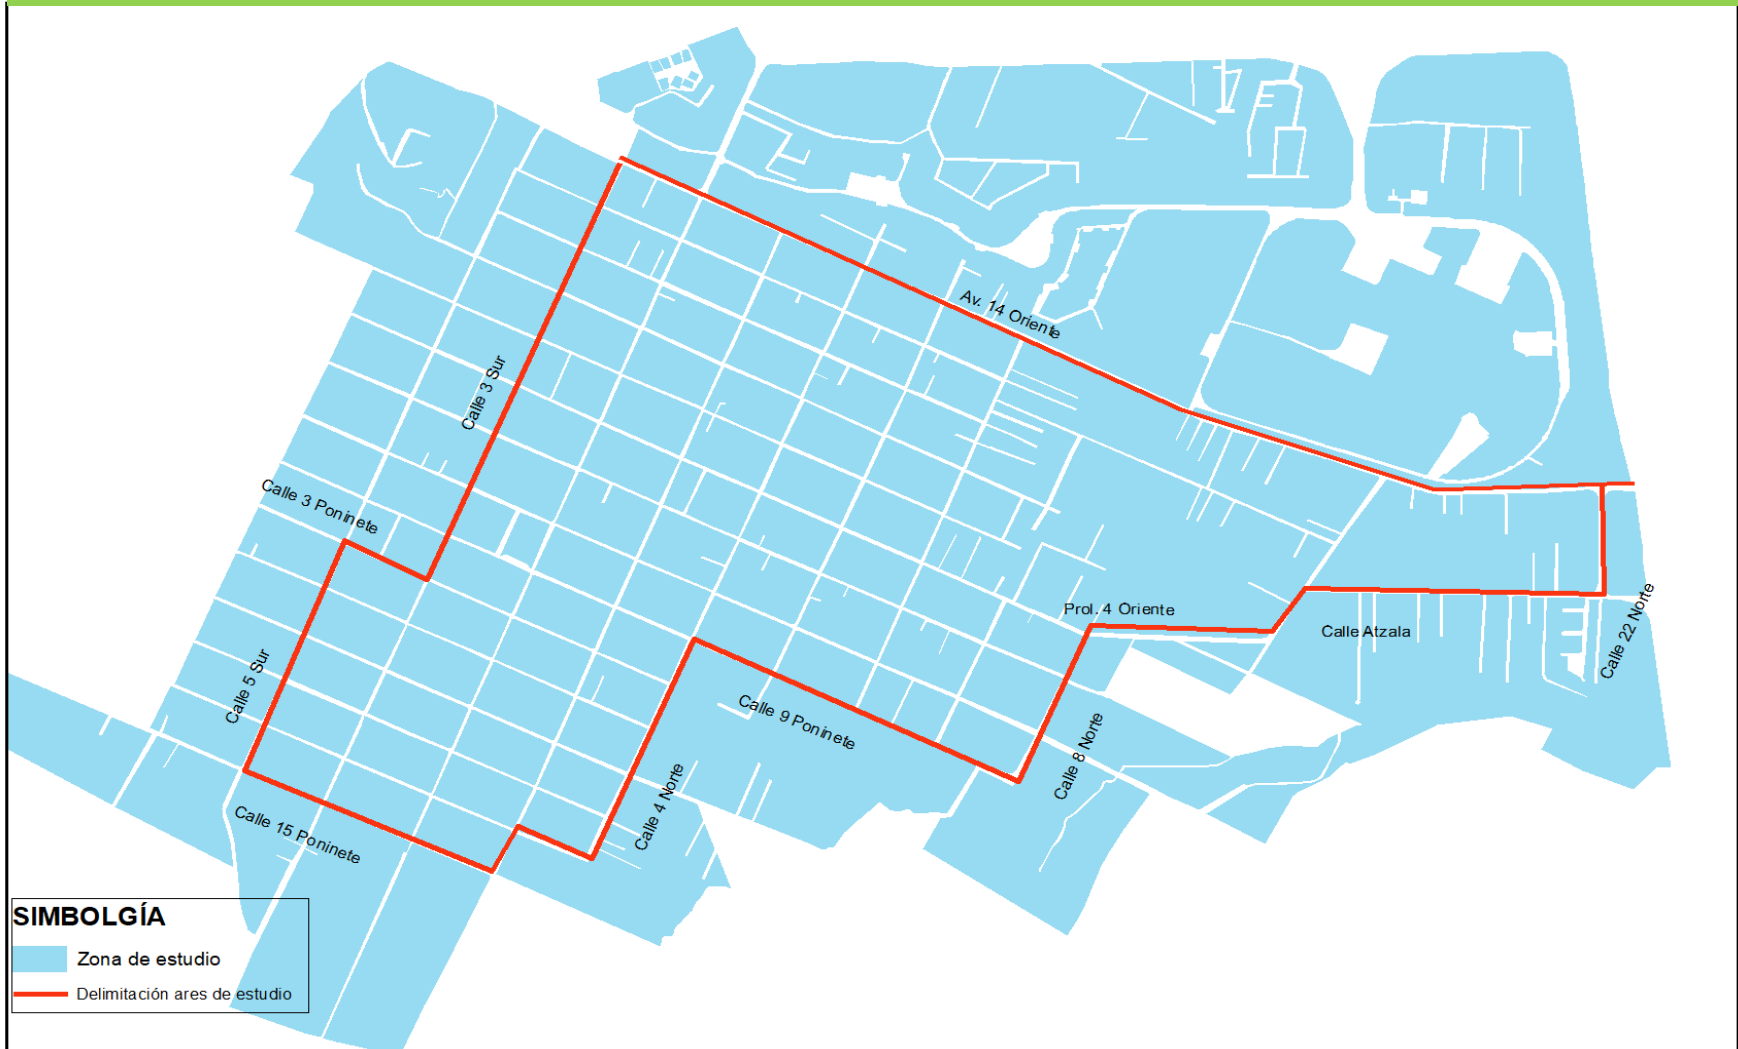 Av. 14 Oriente
Calle 3 Sur
Calle 3 Poninete
Prol. 4 Oriente
Calle Atzala
Calle 22 Norte
Calle 5 Sur
Calle 9 Poninete
Calle 8 Norte
Calle 4 Norte
Calle 15 Poninete
SIMBOLGÍA
Zona de estudio
Delimitación ares de estudio